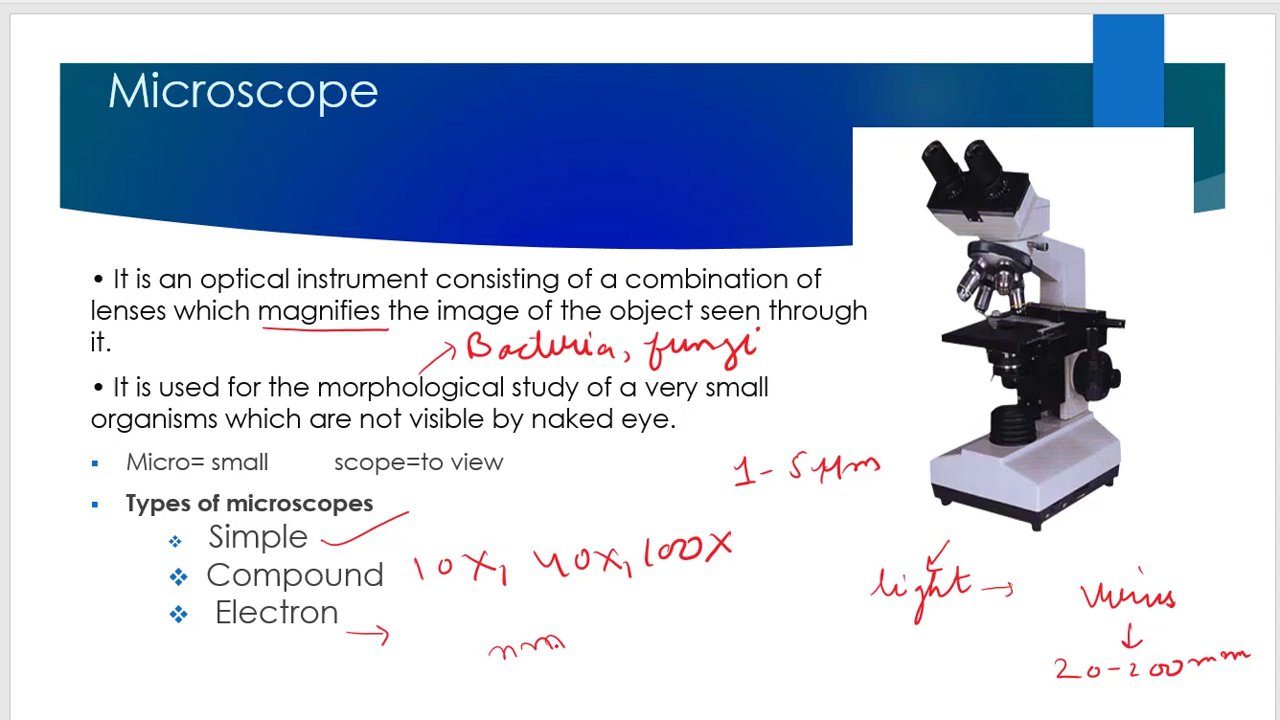 Microscope
• It is an optical instrument consisting of a combination of
lenses which magnifies the image of the object seen through
it.
Bacteria, fungi
• It is used for the morphological study of a very small
organisms which are not visible by naked eye.
▪ Micro= small scope=to view
1-5 μm
▪ Types of microscopes
❖ Simple
❖ Compound
10X, 40X, 100X
❖ Electron
light
virus
nm
20-200nm